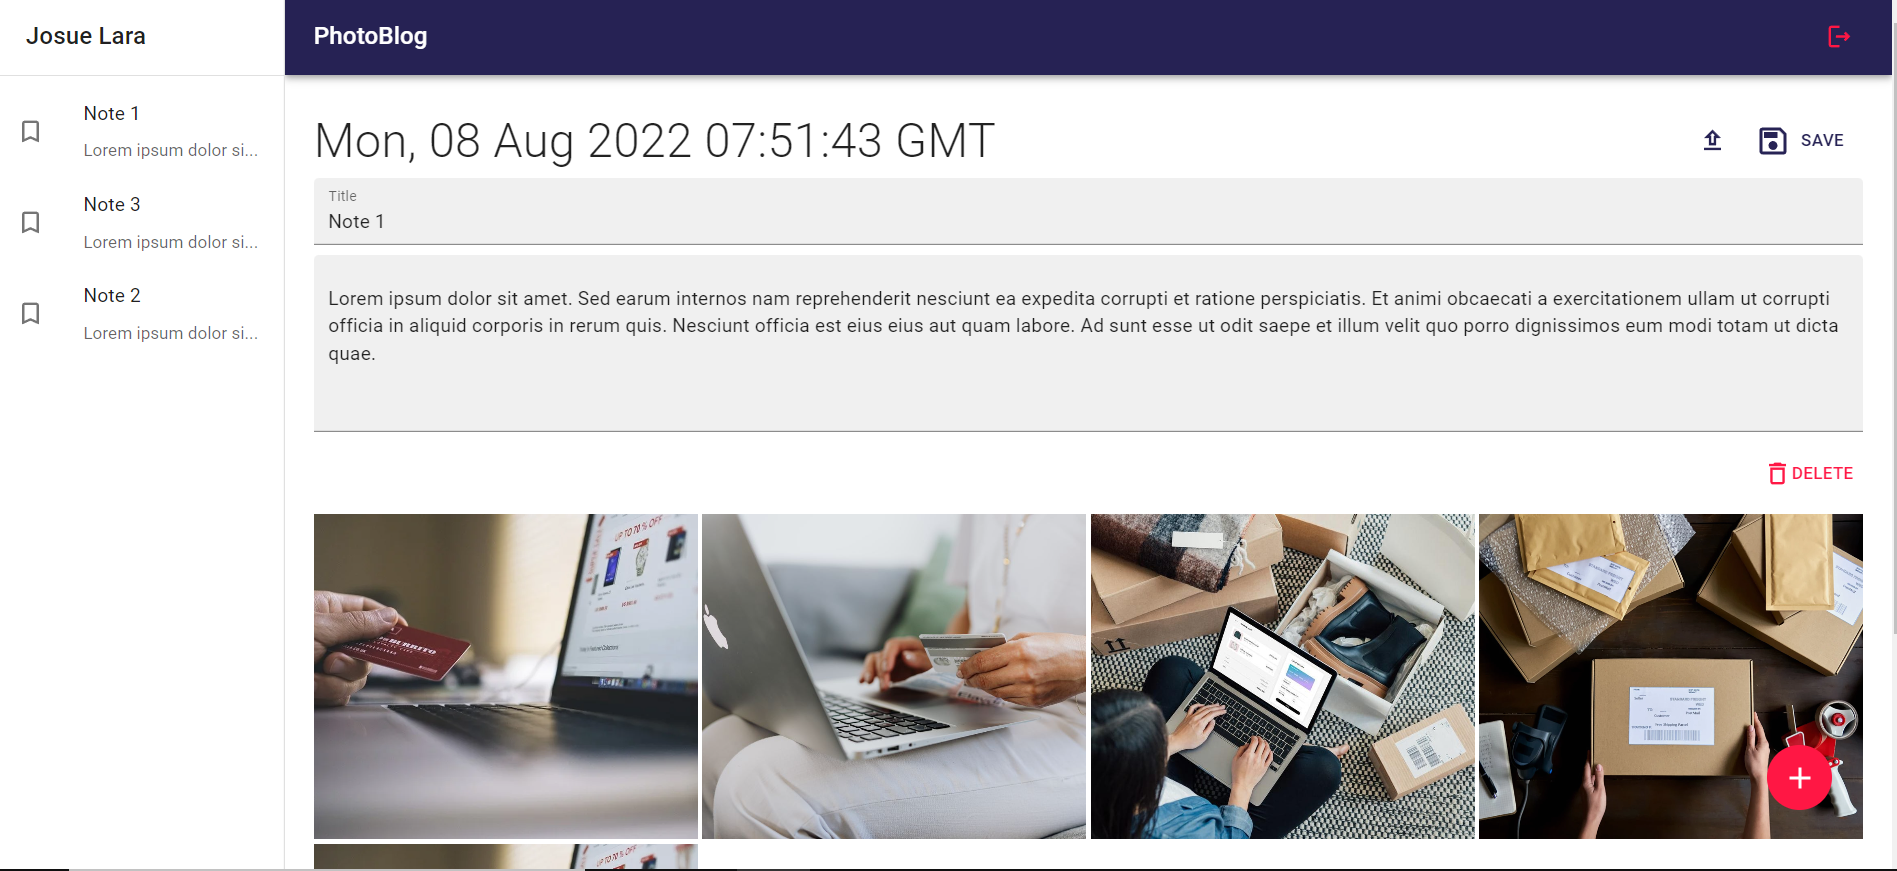 Josue Lara
PhotoBlog
Note 1
Lorem ipsum dolor si...
Note 3
Lorem ipsum dolor si...
Note 2
Lorem ipsum dolor si...
Mon, 08 Aug 2022 07:51:43 GMT
SAVE
Title
Note 1
Lorem ipsum dolor sit amet. Sed earum internos nam reprehenderit nesciunt ea expedita corrupti et ratione perspiciatis. Et animi obcaecati a exercitationem ullam ut corrupti
officia in aliquid corporis in rerum quis. Nesciunt officia est eius eius aut quam labore. Ad sunt esse ut odit saepe et illum velit quo porro dignissimos eum modi totam ut dicta
quae.
DELETE
UP TO 70 % OFF
BURRITO
STANDARD FREIGHT
UP TO 70 % OFF